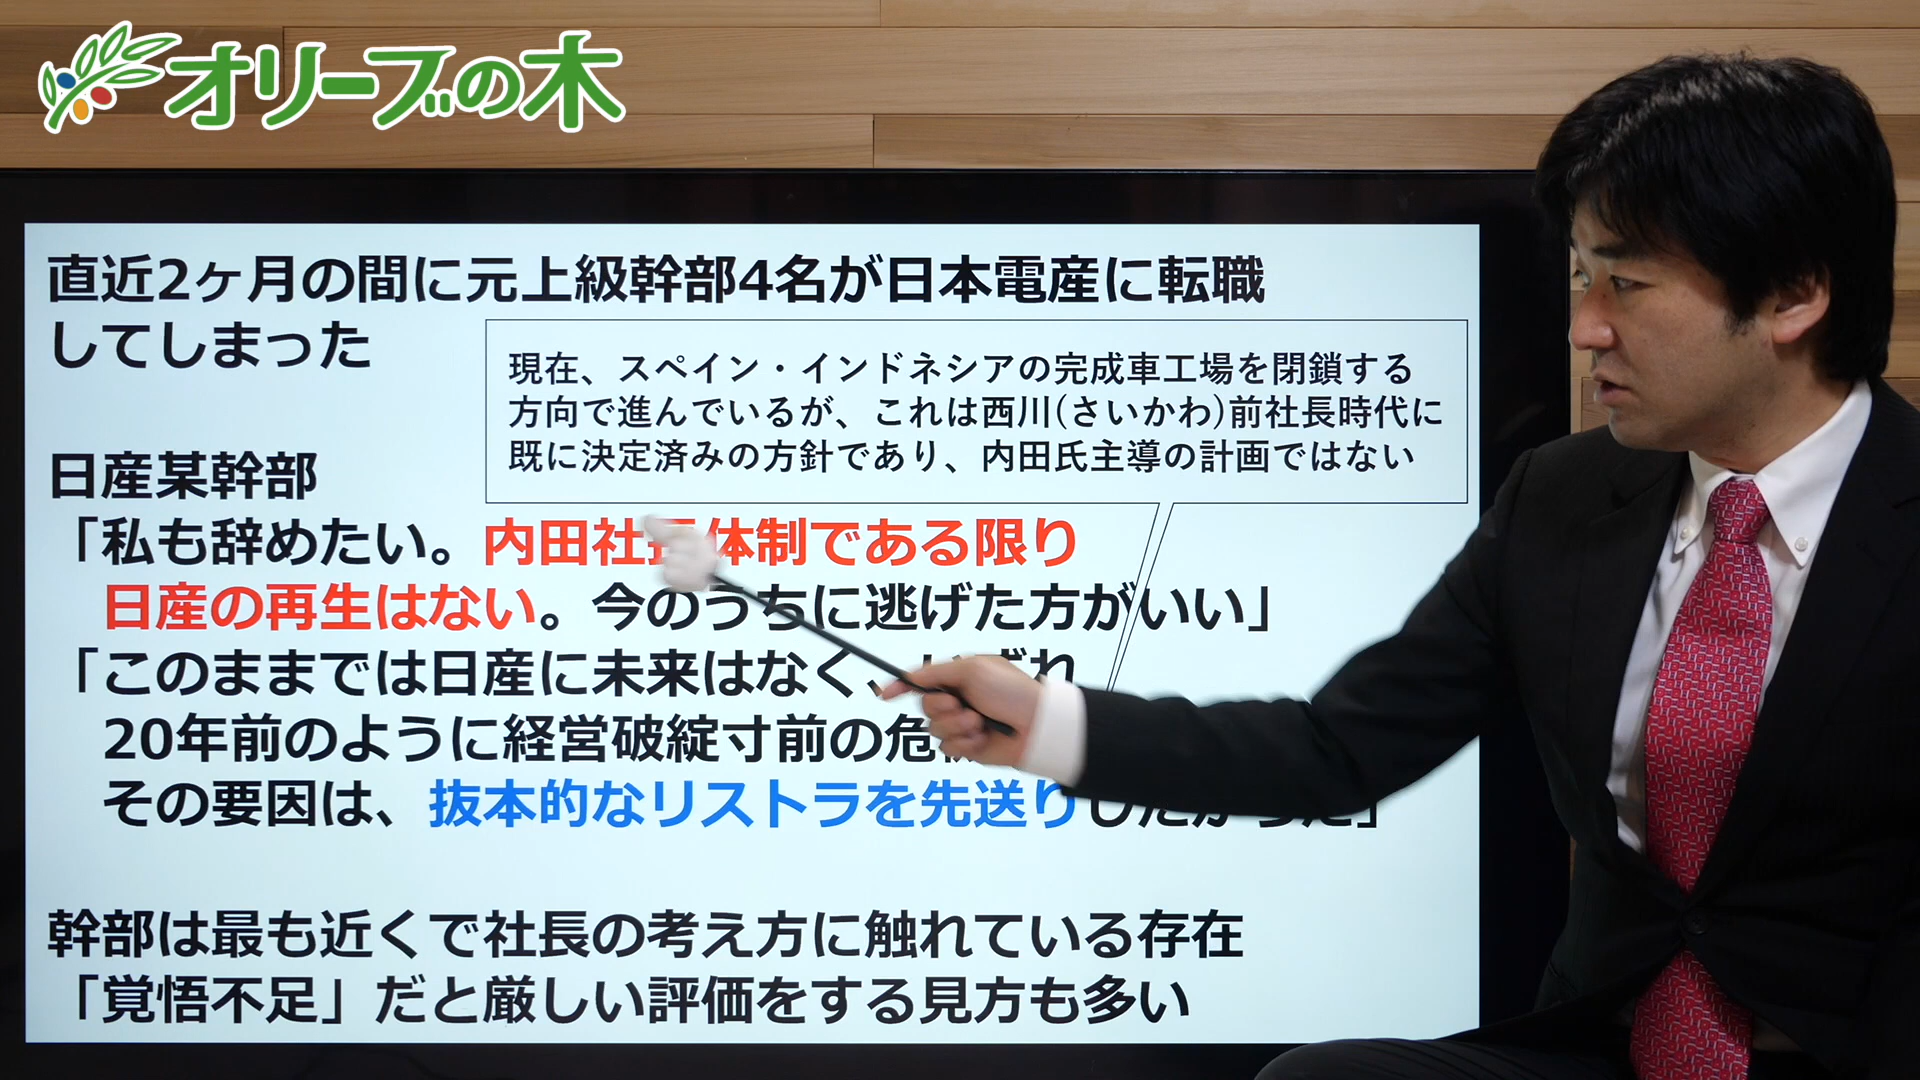 オリーブの木
直近2ヶ月の間に元上級幹部4名が日本電産に転職
してしまった
現在、スペイン・インドネシアの完成車工場を閉鎖する
方向で進んでいるが、これは西川(さいかわ)前社長時代に
既に決定済みの方針であり、内田氏主導の計画ではない
日産某幹部
「私も辞めたい。内田社長体制である限り
日産の再生はない。今のうちに逃げた方がいい」
「このままでは日産に未来はなく、いずれ
20年前のように経営破綻寸前の危
その要因は、抜本的なリストラを先送りしたから」
幹部は最も近くで社長の考え方に触れている存在
「覚悟不足」だと厳しい評価をする見方も多い